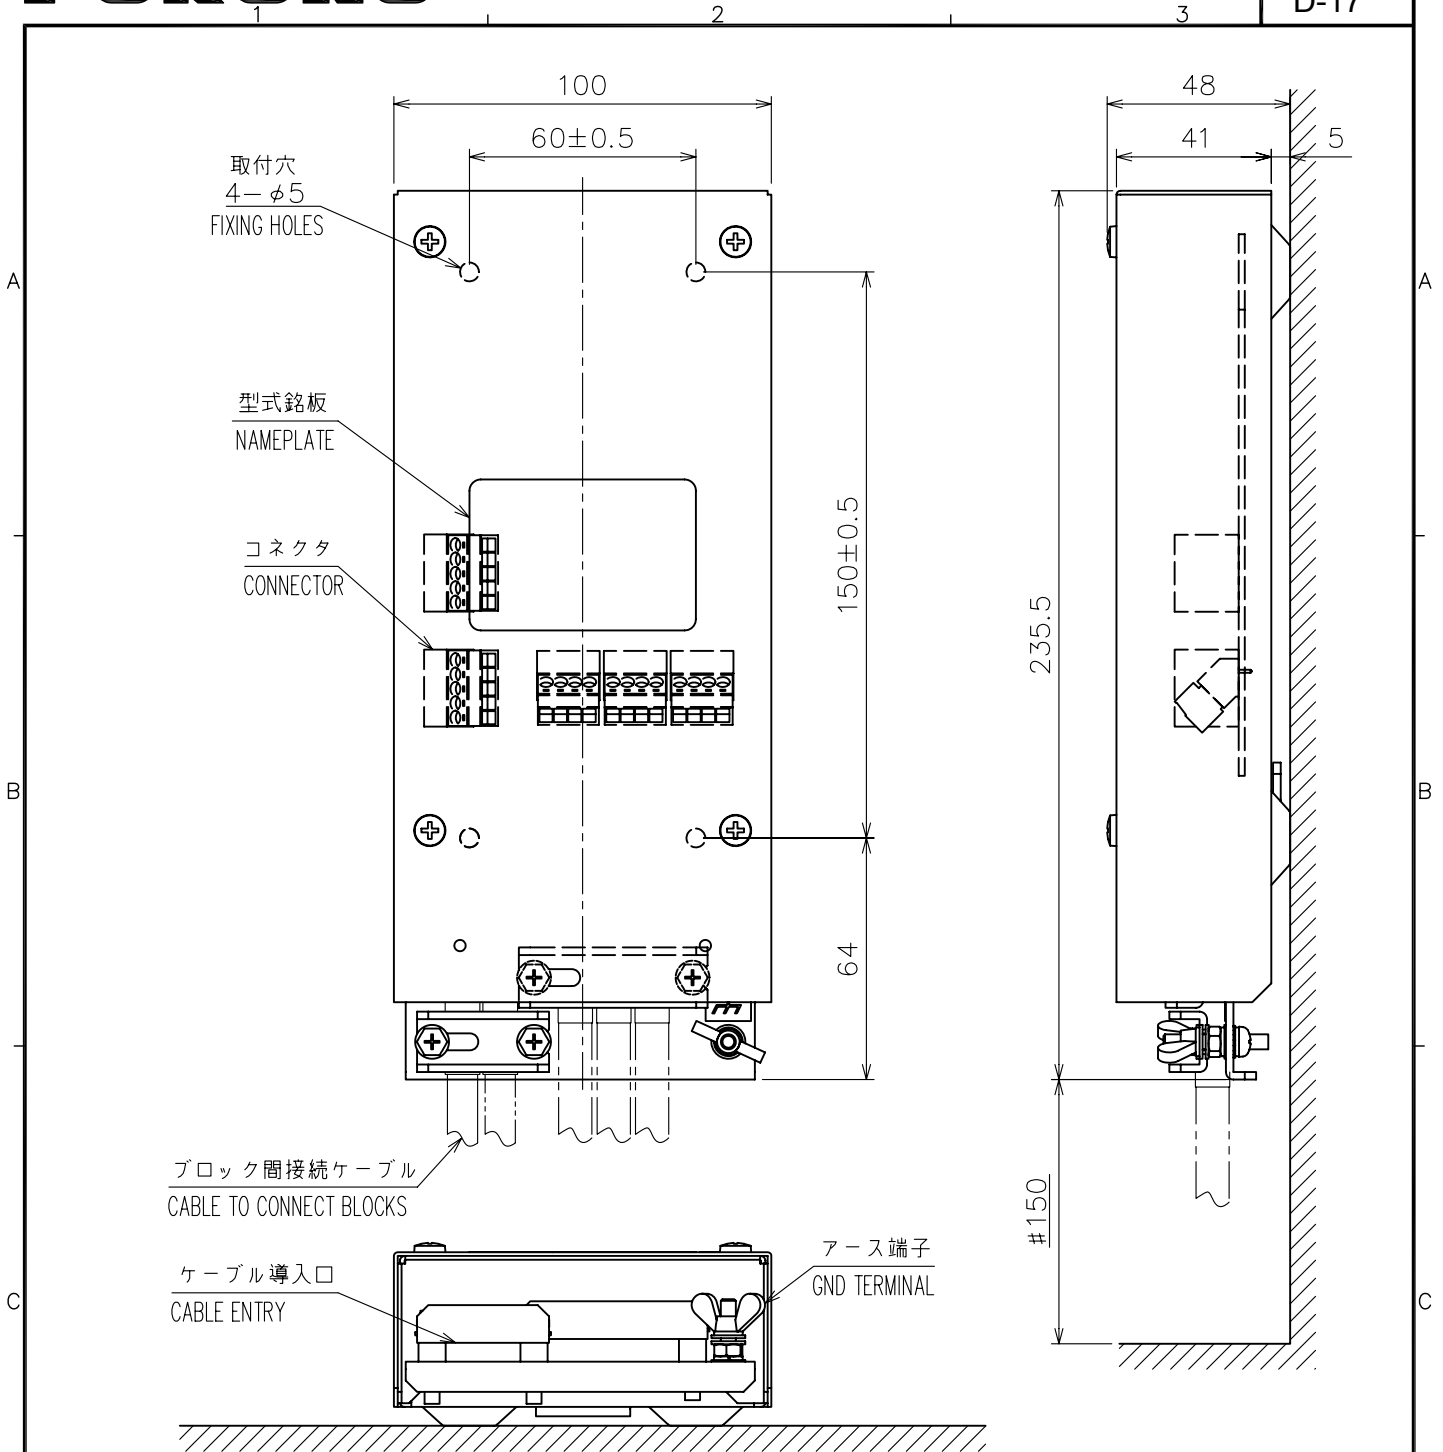 D-17
1
2
3
100
48
60±0.5
41
5
取付穴
4-φ5
FIXING HOLES
A
A
型式銘板
NAMEPLATE
コネクタ
CONNECTOR
150±0.5
235.5
B
B
64
ブロック間接続ケーブル
CABLE TO CONNECT BLOCKS
#150
アース端子
GND TERMINAL
ケーブル導入口
CABLE ENTRY
C
C